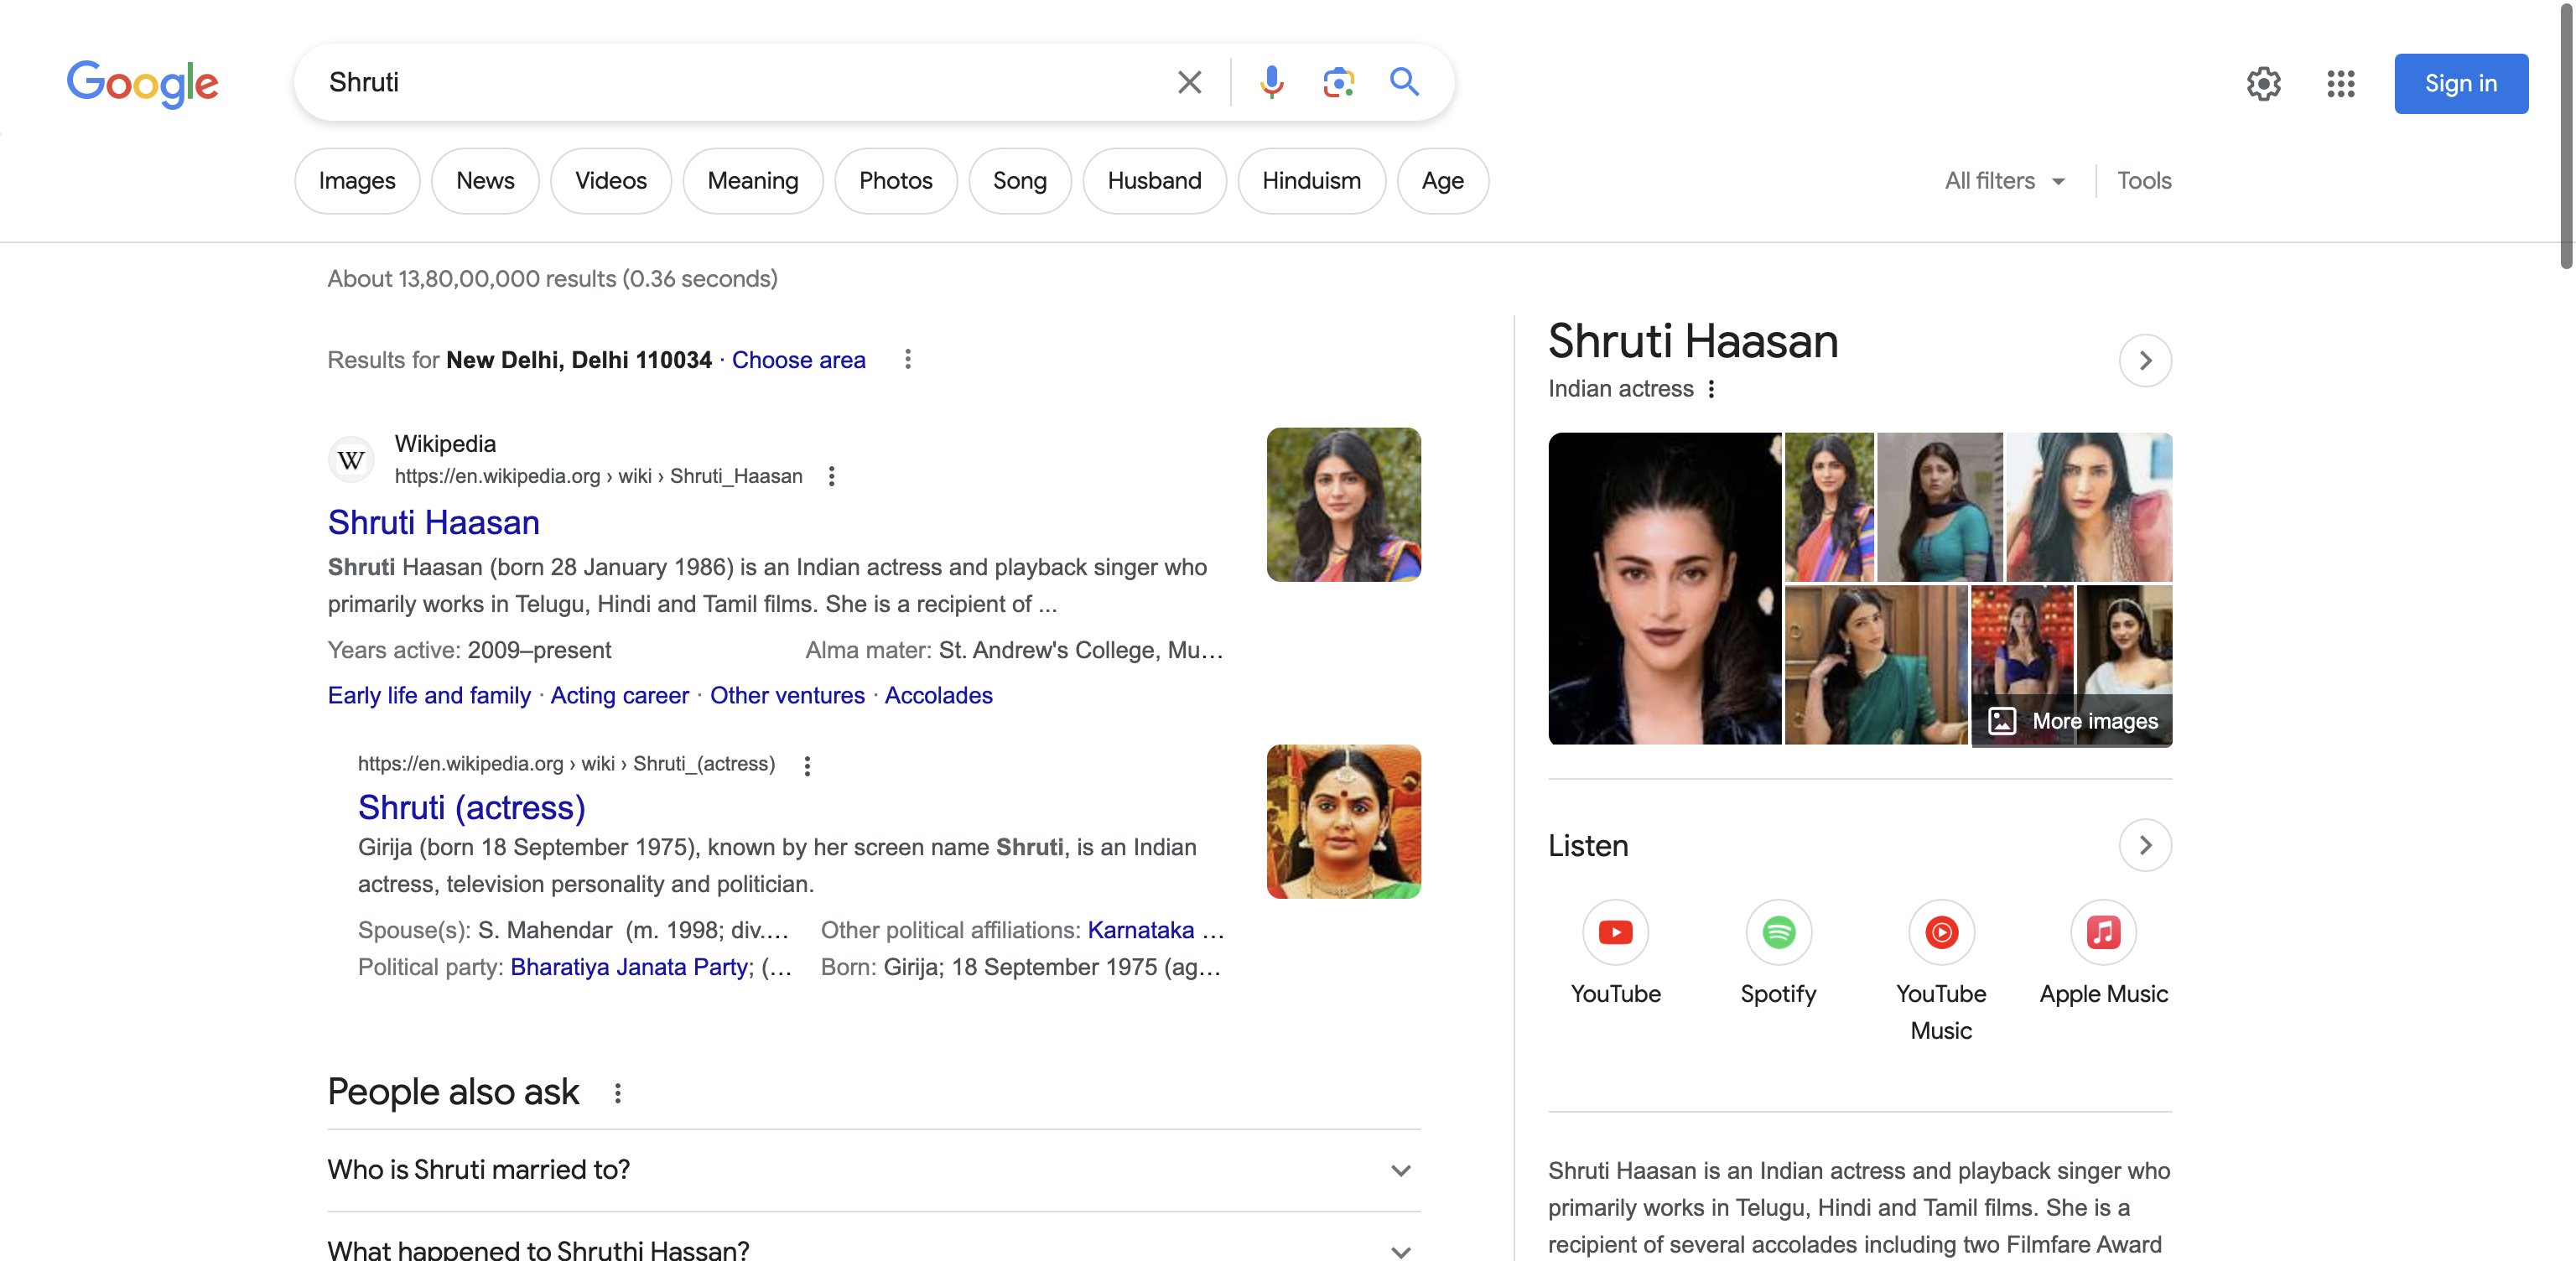 Google
Shruti
Sign in
Images
News
Videos
Meaning
Photos
Song
Husband
Hinduism
Age
All filters
Tools
About 13,80,00,000 results (0.36 seconds)
Results for New Delhi, Delhi 110034 · Choose area
W
Wikipedia
https://en.wikipedia.org › wiki › Shruti_Haasan
Shruti Haasan
Shruti Haasan (born 28 January 1986) is an Indian actress and playback singer who
primarily works in Telugu, Hindi and Tamil films. She is a recipient of ...
Years active: 2009–present
Alma mater: St. Andrew's College, Mu...
Early life and family · Acting career · Other ventures · Accolades
https://en.wikipedia.org › wiki › Shruti_(actress)
Shruti (actress)
Girija (born 18 September 1975), known by her screen name Shruti, is an Indian
actress, television personality and politician.
Spouse(s): S. Mahendar (m. 1998; div....
Other political affiliations: Karnataka ...
Political party: Bharatiya Janata Party; (...
Born: Girija; 18 September 1975 (ag...
People also ask
Who is Shruti married to?
What happened to Shruthi Hassan?
Shruti Haasan
Indian actress
More images
Listen
YouTube
Spotify
YouTube
Music
Apple Music
Shruti Haasan is an Indian actress and playback singer who
primarily works in Telugu, Hindi and Tamil films. She is a
recipient of several accolades including two Filmfare Award